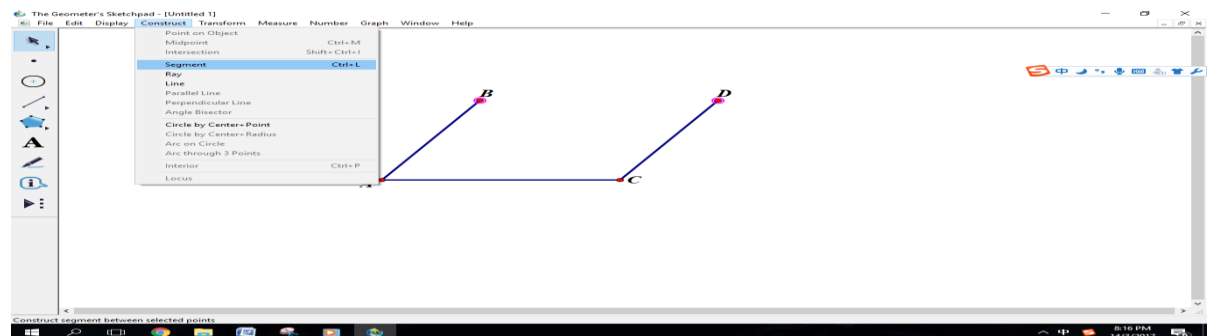 The Geometer's Sketchpad - [Untitled 1]
File Edit Display Construct Transform Measure Number Graph Window Help
Point on Object
Midpoint Ctrl+M
Intersection Shift+Ctrl+I
Segment Ctrl+L
Ray
Line
Parallel Line
Perpendicular Line
Angle Bisector
Circle by Center+Point
Circle by Center+Radius
Arc on Circle
Arc through 3 Points
Interior Ctrl+P
Locus
B
D
C
A
中
Construct segment between selected points
中
8:16 PM